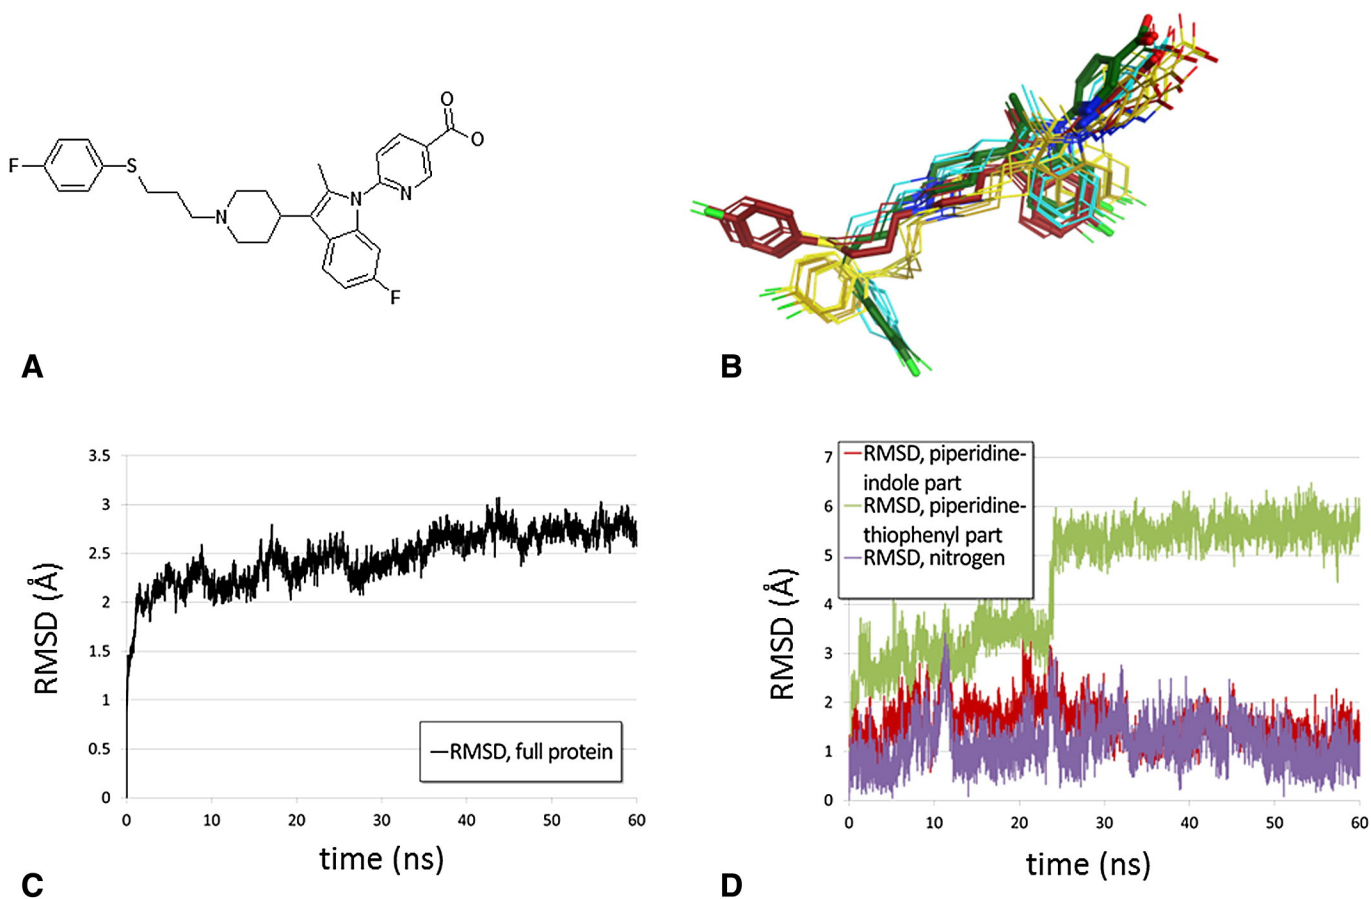 O
O
F
S
N
N
N
F
A
B
3.5
3
2.5
2
1.5
1
0.5
0
RMSD (Å)
RMSD, full protein
0 10 20 30 40 50 60
time (ns)
C
7
6
5
4
3
2
1
0
RMSD (Å)
RMSD, piperidine-
indole part
RMSD, piperidine-
thiophenyl part
RMSD, nitrogen
0 10 20 30 40 50 60
time (ns)
D